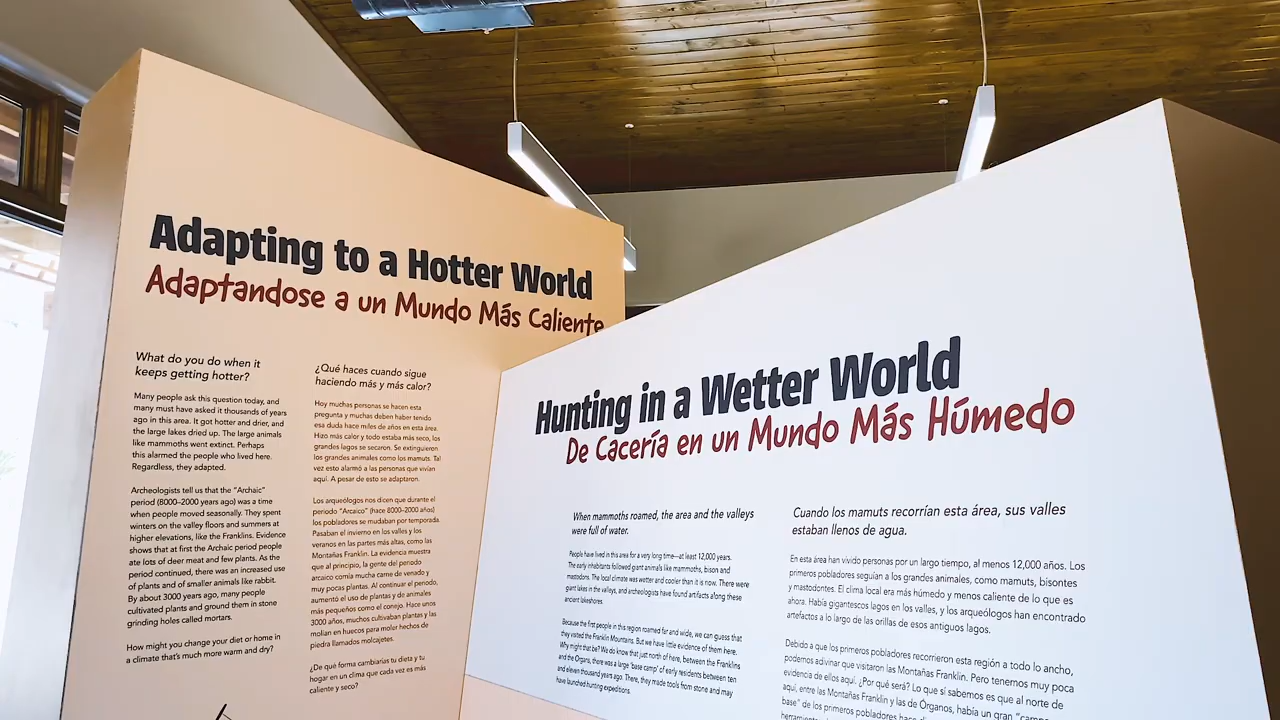 Adapting to a Hotter World
Adaptandose a un Mundo Más Caliente
What do you do when it
keeps getting hotter?
Many people ask this question today, and
many must have asked it thousands of years
ago in this area. It got hotter and drier, and
the large lakes dried up. The large animals
like mammoths went extinct. Perhaps
this alarmed the people who lived here.
Regardless, they adapted.
Archeologists tell us that the "Archaic"
period (8000–2000 years ago) was a time
when people moved seasonally. They spent
winters on the valley floors and summers at
higher elevations, like the Franklins. Evidence
shows that at first the Archaic period people
ate lots of deer meat and few plants. As the
period continued, there was an increased use
of plants and of smaller animals like rabbit.
By about 3000 years ago, many people
cultivated plants and ground them in stone
grinding holes called mortars.
How might you change your diet or home in
a climate that's much more warm and dry?
¿Qué haces cuando sigue
haciendo más y más calor?
Hoy muchas personas se hacen esta
pregunta y muchas deben haber tenido
esa duda hace miles de años en esta área.
Hizo más calor y todo estaba más seco, los
grandes lagos se secaron. Se extinguieron
los grandes animales como los mamuts. Tal
vez esto alarmó a las personas que vivían
aquí. A pesar de esto se adaptaron.
Los arqueólogos nos dicen que durante el
periodo "Arcaico" (hace 8000–2000 años)
los pobladores se mudaban por temporada.
Pasaban el invierno en los valles y los
veranos en las partes más altas, como las
Montañas Franklin. La evidencia muestra
que al principio, la gente del periodo
arcaico comía mucha carne de venado y
muy pocas plantas. Al continuar el periodo,
aumentó el uso de plantas y de animales
más pequeños como el conejo. Hace unos
3000 años, muchos cultivaban plantas y las
molían en huecos para moler hechos de
piedra llamados molcajetes.
¿De qué forma cambiarías tu dieta y tu
hogar en un clima que cada vez es más
caliente y seco?
Hunting in a Wetter World
De Cacería en un Mundo Más Húmedo
When mammoths roamed, the area and the valleys
were full of water.
People have lived in this area for a very long time—at least 12,000 years.
The early inhabitants followed giant animals like mammoths, bison and
mastodons. The local climate was wetter and cooler than it is now. There were
giant lakes in the valleys, and archeologists have found artifacts along these
ancient lakeshores.
Because the first people in this region roamed far and wide, we can guess that
they visited the Franklin Mountains. But we have little evidence of them here.
Why might that be? We do know that just north of here, between the Franklins
and the Organs, there was a large "base camp" of early residents between ten
and eleven thousand years ago. There, they made tools from stone and may
have launched hunting expeditions.
Cuando los mamuts recorrían esta área, sus valles
estaban llenos de agua.
En esta área han vivido personas por un largo tiempo, al menos 12,000 años. Los
primeros pobladores seguían a los grandes animales, como mamuts, bisontes
y mastodontes. El clima local era más húmedo y menos caliente de lo que es
ahora. Había gigantescos lagos en los valles, y los arqueólogos han encontrado
artefactos a lo largo de las orillas de esos antiguos lagos.
Debido a que los primeros pobladores recorrieron esta región a todo lo ancho,
podemos adivinar que visitaron las Montañas Franklin. Pero tenemos muy poca
evidencia de ellos aquí. ¿Por qué será? Lo que sí sabemos es que al norte de
aquí, entre las Montañas Franklin y las de Órganos, había un gran
base" de los primeros pobladores